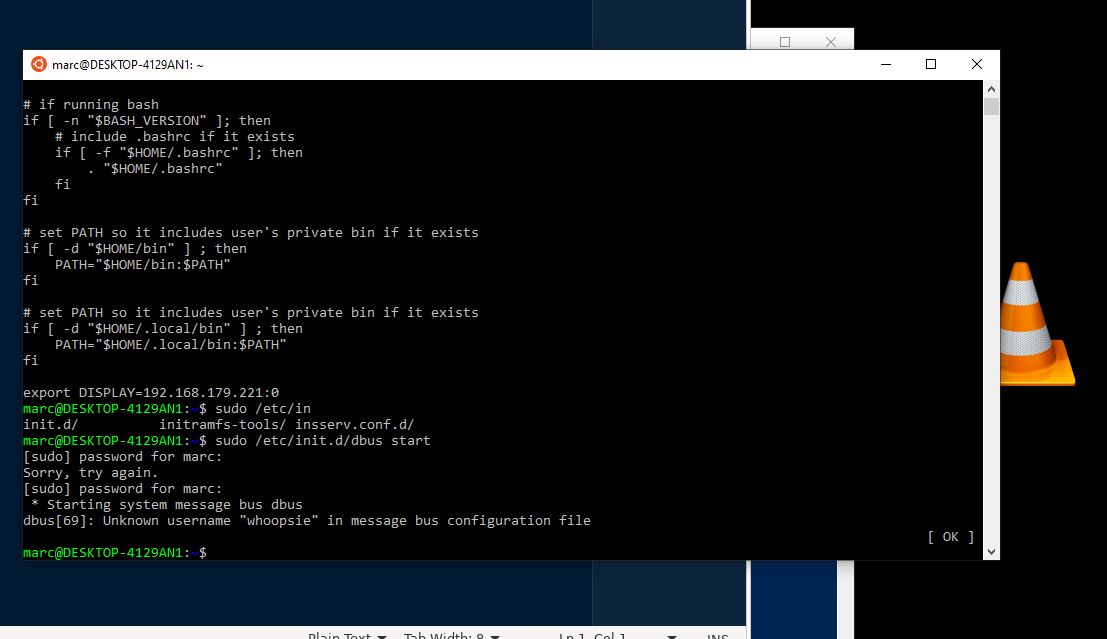 marc@DESKTOP-4129AN1: ~
# if running bash
if [ -n "$BASH_VERSION" ]; then
    # include .bashrc if it exists
    if [ -f "$HOME/.bashrc" ]; then
        . "$HOME/.bashrc"
    fi
fi
# set PATH so it includes user's private bin if it exists
if [ -d "$HOME/bin" ] ; then
    PATH="$HOME/bin:$PATH"
fi
# set PATH so it includes user's private bin if it exists
if [ -d "$HOME/.local/bin" ] ; then
    PATH="$HOME/.local/bin:$PATH"
fi
export DISPLAY=192.168.179.221:0
marc@DESKTOP-4129AN1:~$ sudo /etc/in
init.d/          initramfs-tools/ insserv.conf.d/
marc@DESKTOP-4129AN1:~$ sudo /etc/init.d/dbus start
[sudo] password for marc:
Sorry, try again.
[sudo] password for marc:
 * Starting system message bus dbus
dbus[69]: Unknown username "whoopsie" in message bus configuration file
[ OK ]
marc@DESKTOP-4129AN1:~$
Plain Text Tab Width: 8 Ln 1, Col 1 INS